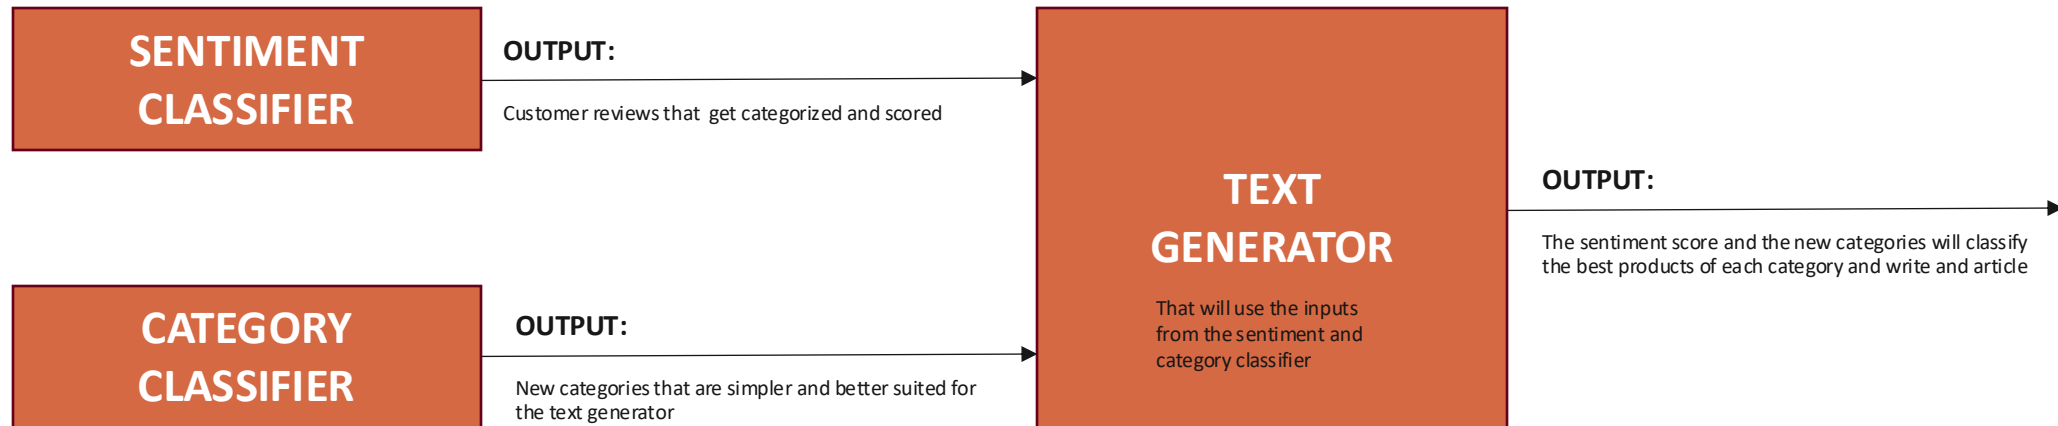 SENTIMENT
CLASSIFIER
OUTPUT:
Customer reviews that get categorized and scored
CATEGORY
CLASSIFIER
OUTPUT:
New categories that are simpler and better suited for
the text generator
TEXT
GENERATOR
That will use the inputs
from the sentiment and
category classifier
OUTPUT:
The sentiment score and the new categories will classify
the best products of each category and write and article